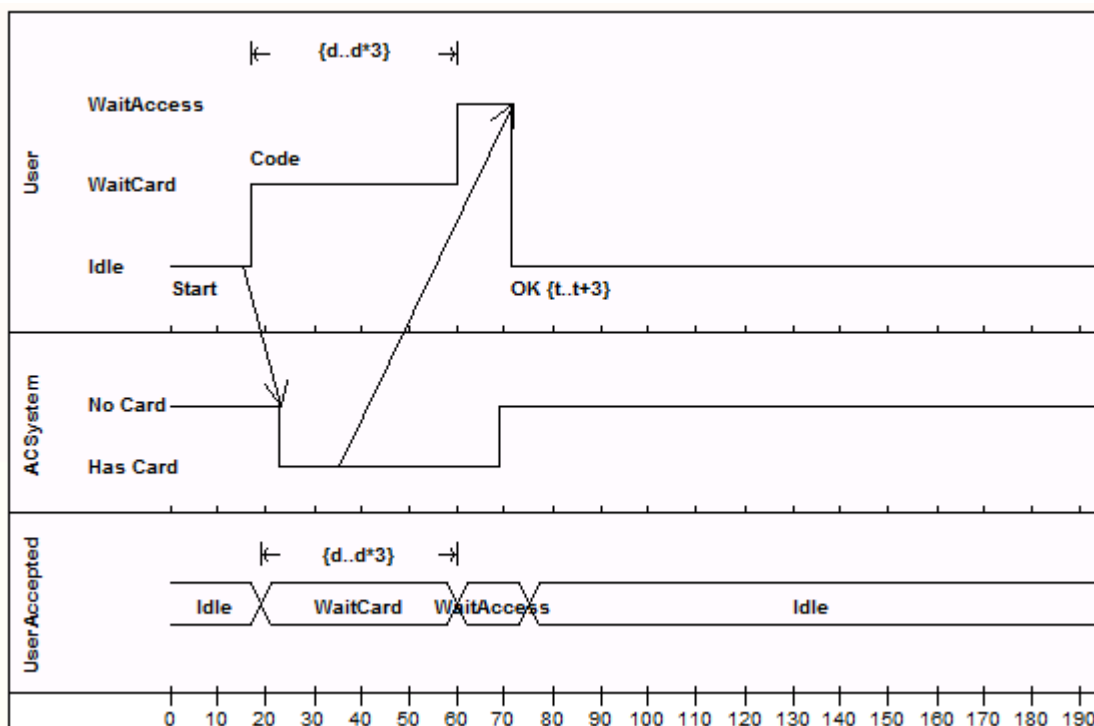 {d..d*3}
WaitAccess
Code
User
WaitCard
Idle
Start
OK {t..t+3}
ACSystem
No Card
Has Card
UserAccepted
{d..d*3}
Idle WaitCard WaitAccess Idle
0 10 20 30 40 50 60 70 80 90 100 110 120 130 140 150 160 170 180 190